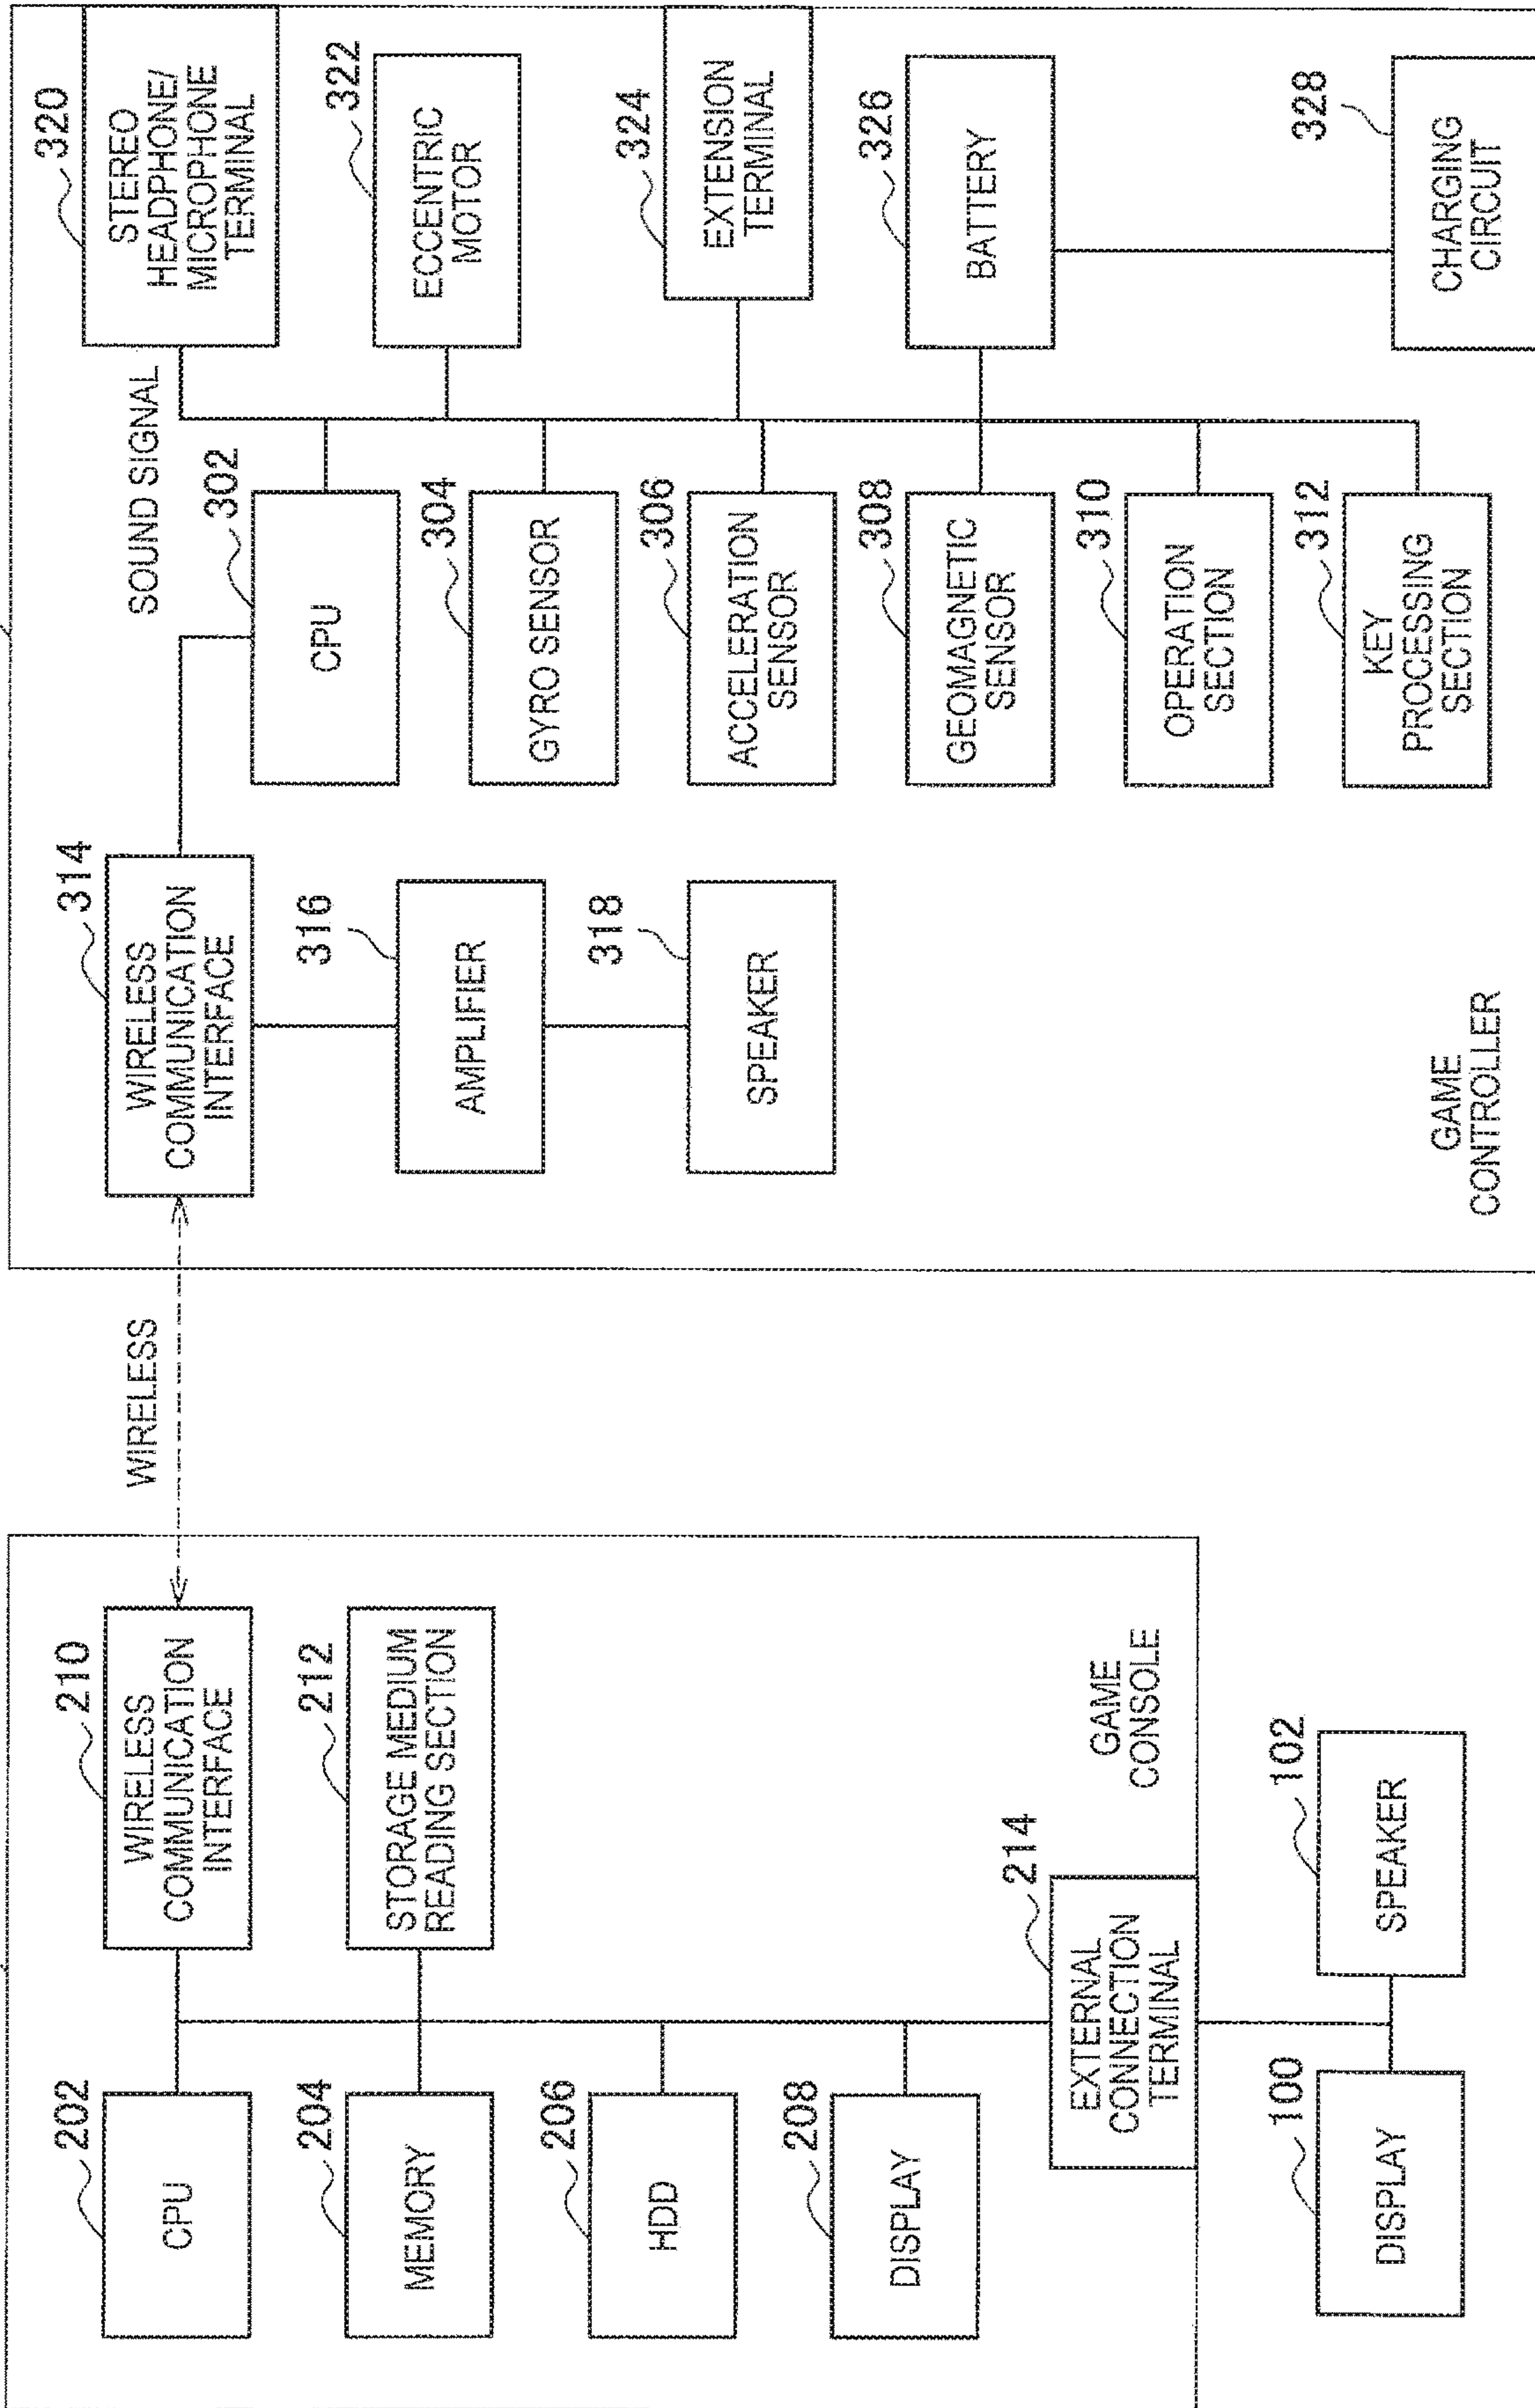 202
CPU
204
MEMORY
206
HDD
208
DISPLAY
210
WIRELESS
COMMUNICATION
INTERFACE
212
STORAGE MEDIUM
READING SECTION
214
EXTERNAL
CONNECTION
TERMINAL
GAME
CONSOLE
100
DISPLAY
102
SPEAKER
WIRELESS
314
WIRELESS
COMMUNICATION
INTERFACE
316
AMPLIFIER
318
SPEAKER
GAME
CONTROLLER
SOUND SIGNAL
302
CPU
304
GYRO SENSOR
306
ACCELERATION
SENSOR
308
GEOMAGNETIC
SENSOR
310
OPERATION
SECTION
312
KEY
PROCESSING
SECTION
320
STEREO
HEADPHONE/
MICROPHONE
TERMINAL
322
ECCENTRIC
MOTOR
324
EXTENSION
TERMINAL
326
BATTERY
328
CHARGING
CIRCUIT